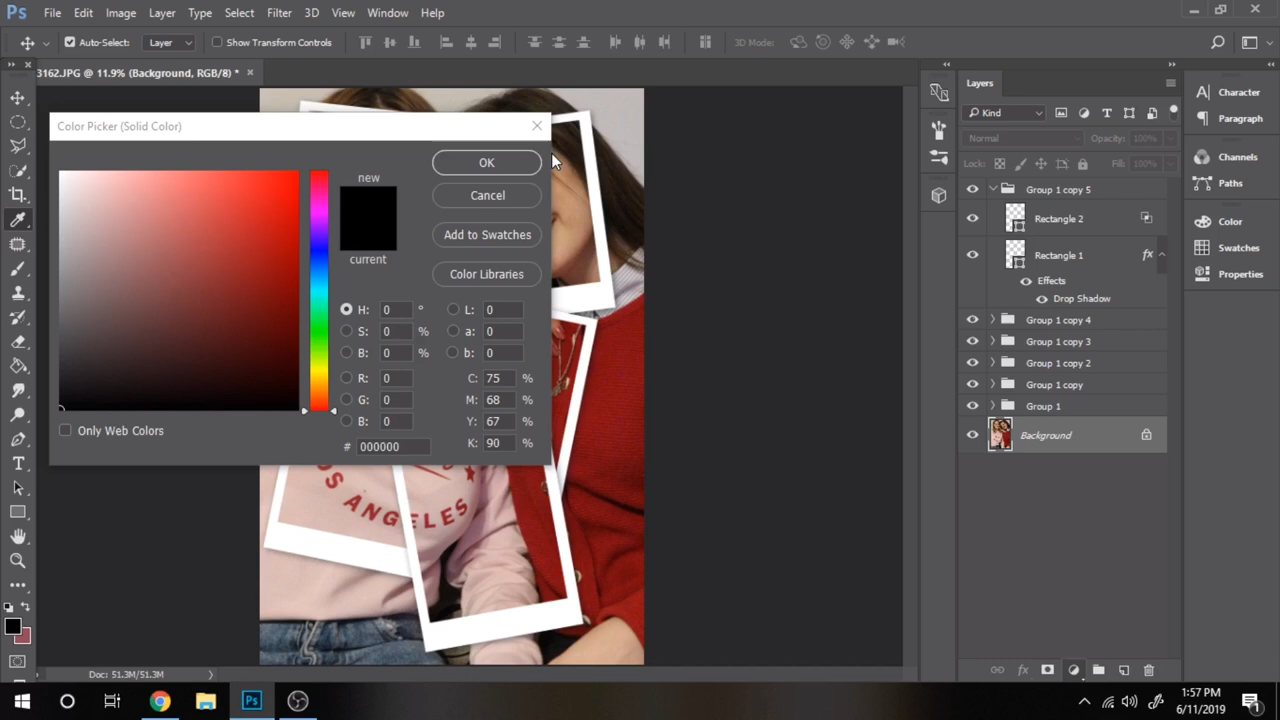 Ps File Edit Image Layer Type Select Filter 3D View Window Help
Auto-Select: Layer Show Transform Controls 3D Mode:
3162.JPG @ 11.9% (Background, RGB/8) *
Color Picker (Solid Color)
new
current
OK
Cancel
Add to Swatches
Color Libraries
H: 0 ° L: 0
S: 0 % a: 0
B: 0 % b: 0
R: 0 C: 75 %
G: 0 M: 68 %
B: 0 Y: 67 %
# 000000 K: 90 %
Only Web Colors
OS ANGELES
Doc: 51.3M/51.3M
Layers
Kind
Normal Opacity: 100%
Lock: Fill: 100%
Group 1 copy 5
Rectangle 2
Rectangle 1 fx
Effects
Drop Shadow
Group 1 copy 4
Group 1 copy 3
Group 1 copy 2
Group 1 copy
Group 1
Background
fx
Character
Paragraph
Channels
Paths
Color
Swatches
Properties
Ps
1:57 PM
6/11/2019
1